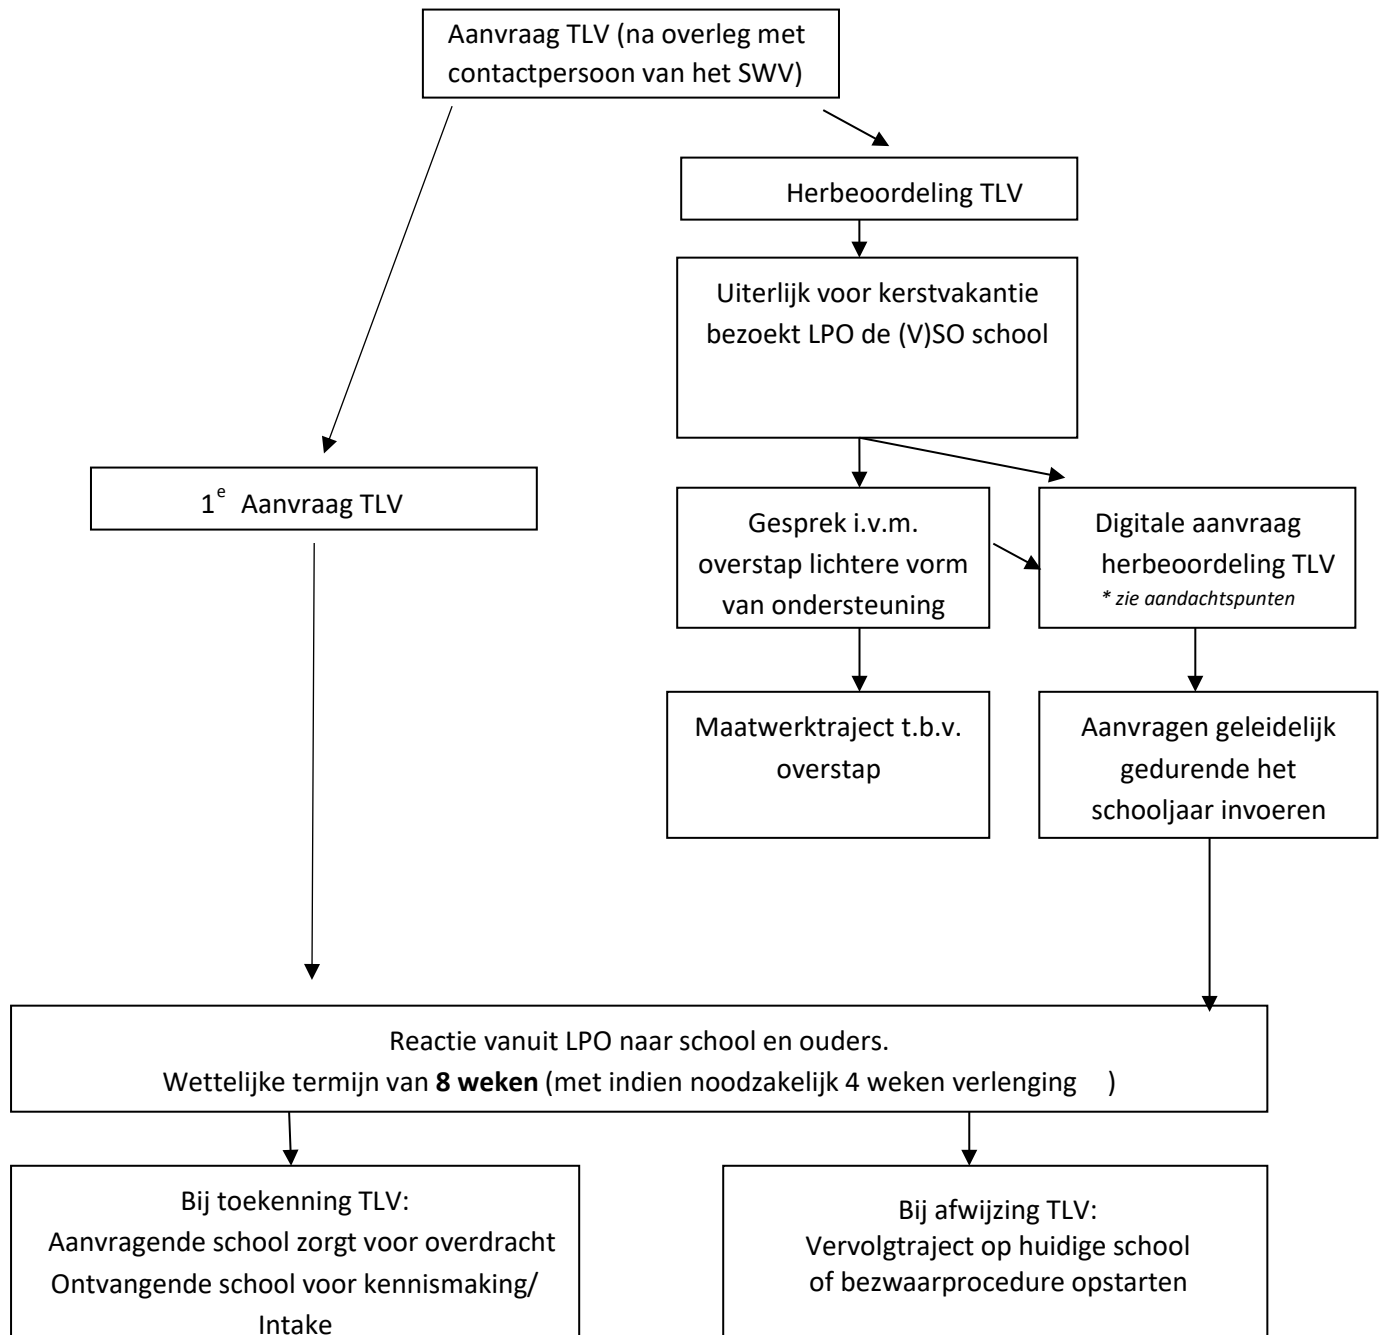 Aanvraag TLV (na overleg met
contactpersoon van het SWV)
Herbeoordeling TLV
Uiterlijk voor kerstvakantie
bezoekt LPO de (V)SO school
1e Aanvraag TLV
Gesprek i.v.m.
overstap lichtere vorm
van ondersteuning
Digitale aanvraag
herbeoordeling TLV
* zie aandachtspunten
Maatwerktraject t.b.v.
overstap
Aanvragen geleidelijk
gedurende het
schooljaar invoeren
Reactie vanuit LPO naar school en ouders.
Wettelijke termijn van 8 weken (met indien noodzakelijk 4 weken verlenging )
Bij toekenning TLV:
Aanvragende school zorgt voor overdracht
Ontvangende school voor kennismaking/
Intake
Bij afwijzing TLV:
Vervolgtraject op huidige school
of bezwaarprocedure opstarten